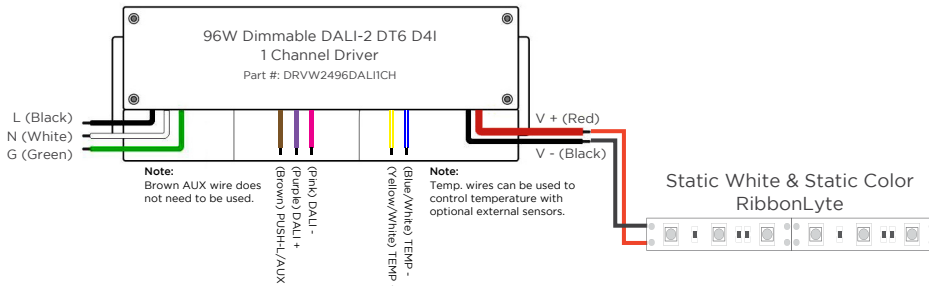 96W Dimmable DALI-2 DT6 D4I
1 Channel Driver
Part #: DRVW2496DALI1CH
L (Black)
N (White)
G (Green)
V + (Red)
V - (Black)
Note:
Brown AUX wire does
not need to be used.
(Brown) PUSH-L/AUX
(Purple) DALI +
(Pink) DALI -
(Yellow/White) TEMP
(Blue/White) TEMP -
Note:
Temp. wires can be used to
control temperature with
optional external sensors.
Static White & Static Color
RibbonLyte